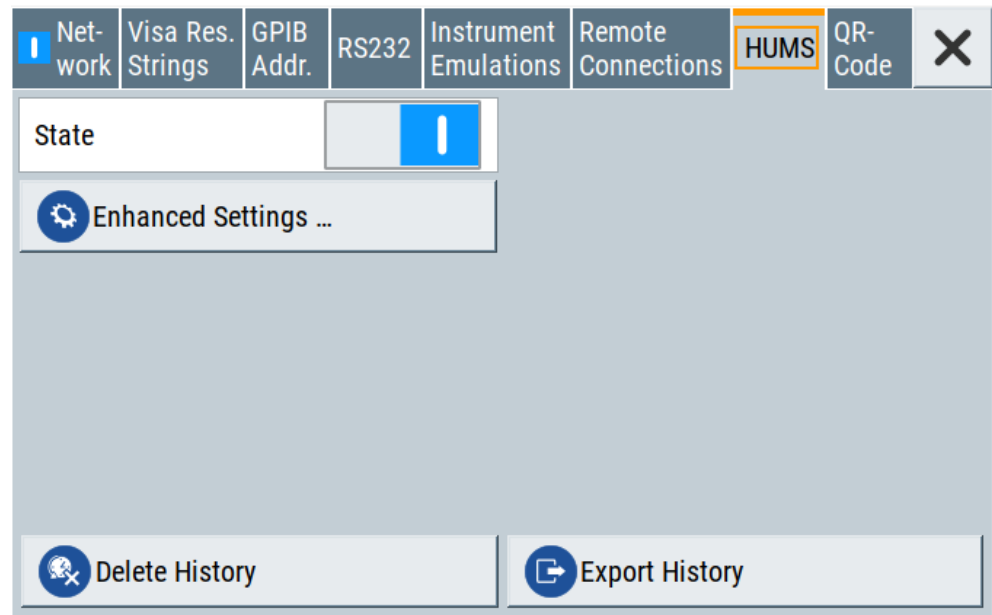 Net-
work
Visa Res.
Strings
GPIB
Addr.
RS232
Instrument
Emulations
Remote
Connections
HUMS
QR-
Code
State
Enhanced Settings ...
Delete History
Export History